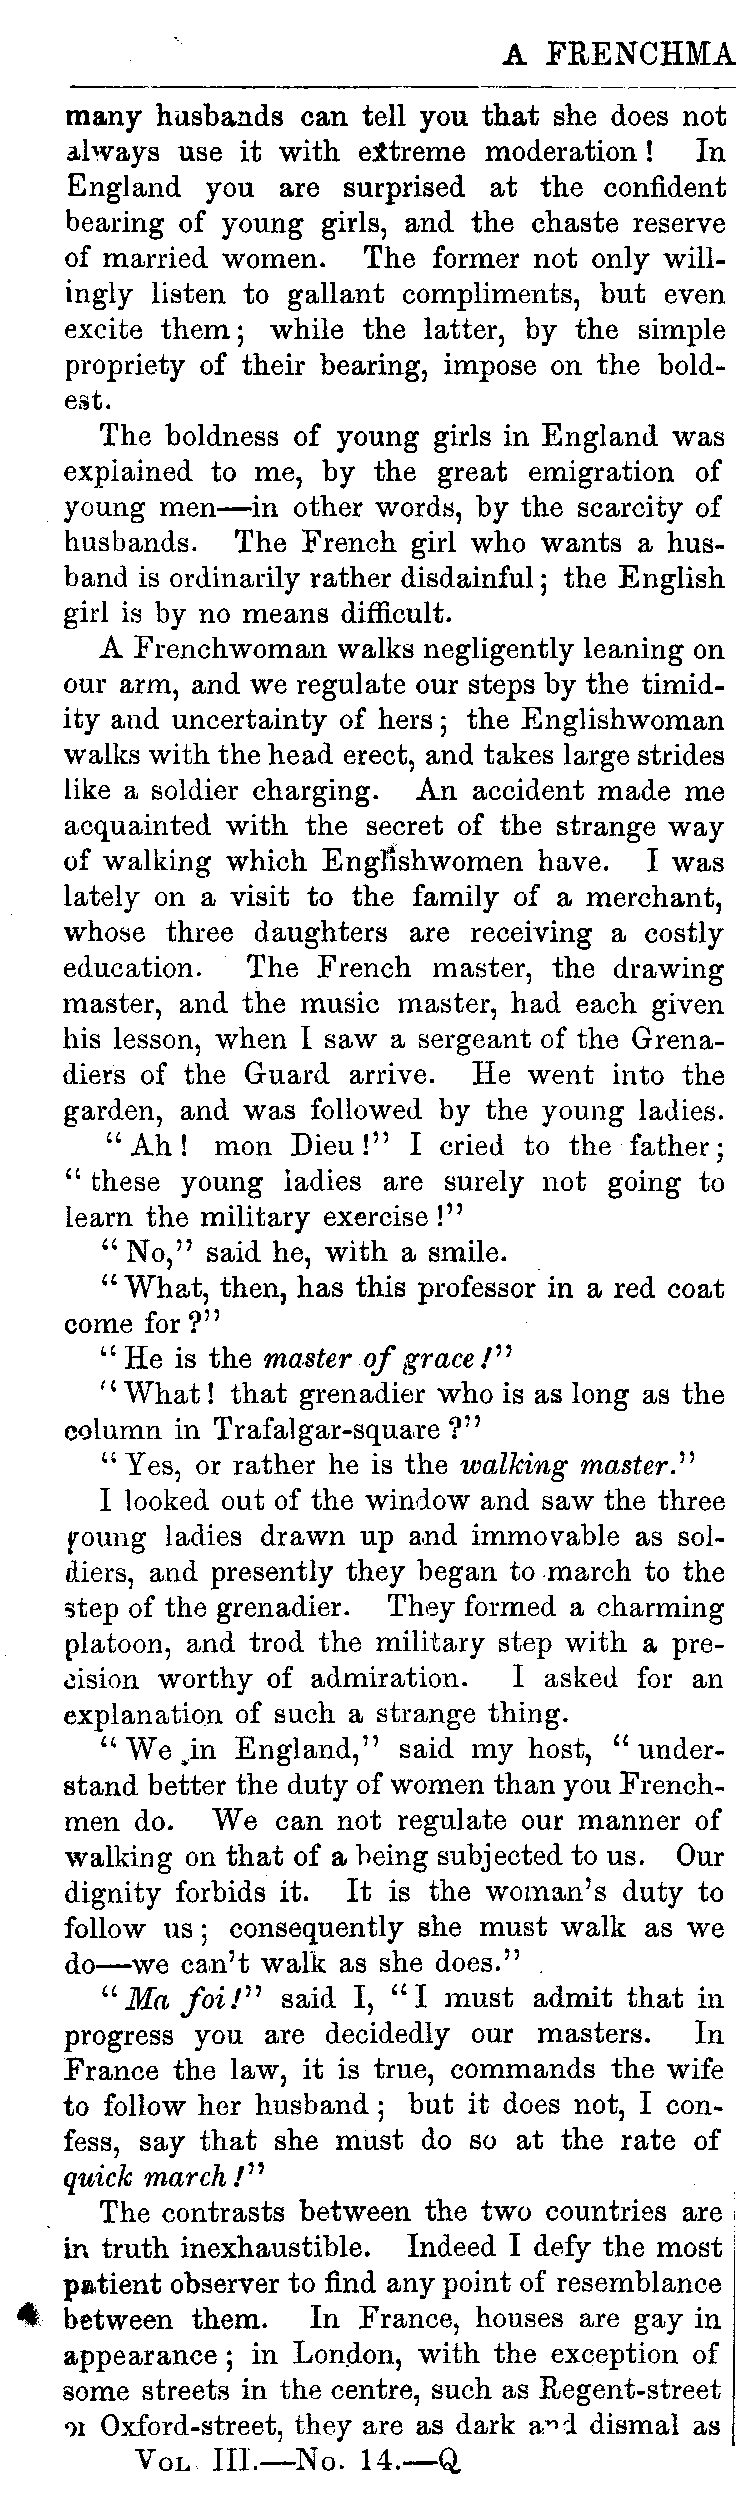 A FRENCHMA
many husbands can tell you that she does not
always use it with extreme moderation! In
England you are surprised at the confident
bearing of young girls, and the chaste reserve
of married women. The former not only will-
ingly listen to gallant compliments, but even
excite them; while the latter, by the simple
propriety of their bearing, impose on the bold-
est.
The boldness of young girls in England was
explained to me, by the great emigration of
young men—in other words, by the scarcity of
husbands. The French girl who wants a hus-
band is ordinarily rather disdainful; the English
girl is by no means difficult.
A Frenchwoman walks negligently leaning on
our arm, and we regulate our steps by the timid-
ity and uncertainty of hers; the Englishwoman
walks with the head erect, and takes large strides
like a soldier charging. An accident made me
acquainted with the secret of the strange way
of walking which Englishwomen have. I was
lately on a visit to the family of a merchant,
whose three daughters are receiving a costly
education. The French master, the drawing
master, and the music master, had each given
his lesson, when I saw a sergeant of the Grena-
diers of the Guard arrive. He went into the
garden, and was followed by the young ladies.
"Ah! mon Dieu!" I cried to the father;
"these young ladies are surely not going to
learn the military exercise!"
"No," said he, with a smile.
"What, then, has this professor in a red coat
come for?"
"He is the master of grace!"
"What! that grenadier who is as long as the
column in Trafalgar-square?"
"Yes, or rather he is the walking master."
I looked out of the window and saw the three
young ladies drawn up and immovable as sol-
diers, and presently they began to march to the
step of the grenadier. They formed a charming
platoon, and trod the military step with a pre-
cision worthy of admiration. I asked for an
explanation of such a strange thing.
"We in England," said my host, "under-
stand better the duty of women than you French-
men do. We can not regulate our manner of
walking on that of a being subjected to us. Our
dignity forbids it. It is the woman's duty to
follow us; consequently she must walk as we
do—we can't walk as she does."
"Ma foi!" said I, "I must admit that in
progress you are decidedly our masters. In
France the law, it is true, commands the wife
to follow her husband; but it does not, I con-
fess, say that she must do so at the rate of
quick march!"
The contrasts between the two countries are
in truth inexhaustible. Indeed I defy the most
patient observer to find any point of resemblance
between them. In France, houses are gay in
appearance; in London, with the exception of
some streets in the centre, such as Regent-street
or Oxford-street, they are as dark and dismal as
VOL III.—No. 14.—Q